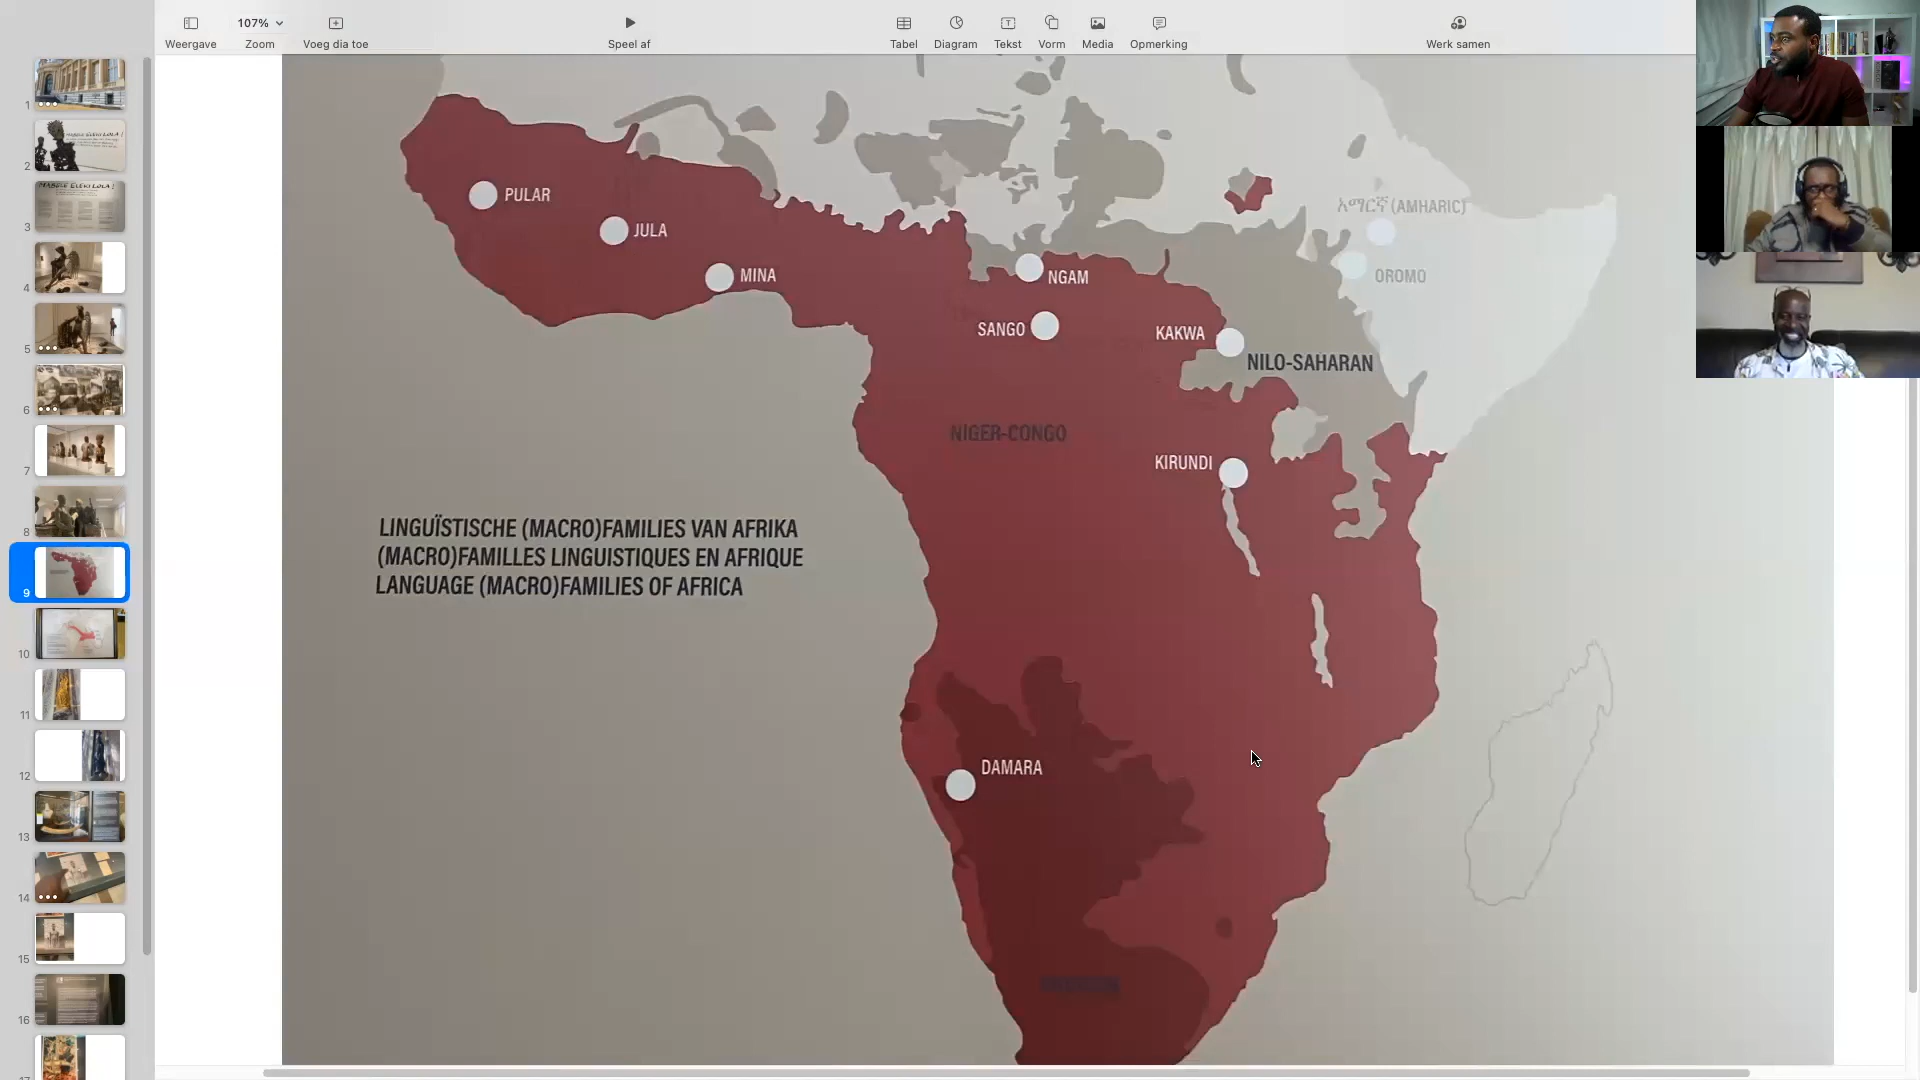 107%
Weergave
Zoom
Voeg dia toe
Speel af
Tabel
Diagram
Tekst
Vorm
Media
Opmerking
Werk samen
1
2
3
4
5
6
7
8
9
10
11
12
13
14
15
16
PULAR
JULA
MINA
NGAM
SANGO
KAKWA
NILO-SAHARAN
አማርኛ (AMHARIC)
OROMO
NIGER-CONGO
KIRUNDI
LINGUÏSTISCHE (MACRO)FAMILIES VAN AFRIKA
(MACRO)FAMILLES LINGUISTIQUES EN AFRIQUE
LANGUAGE (MACRO)FAMILIES OF AFRICA
DAMARA